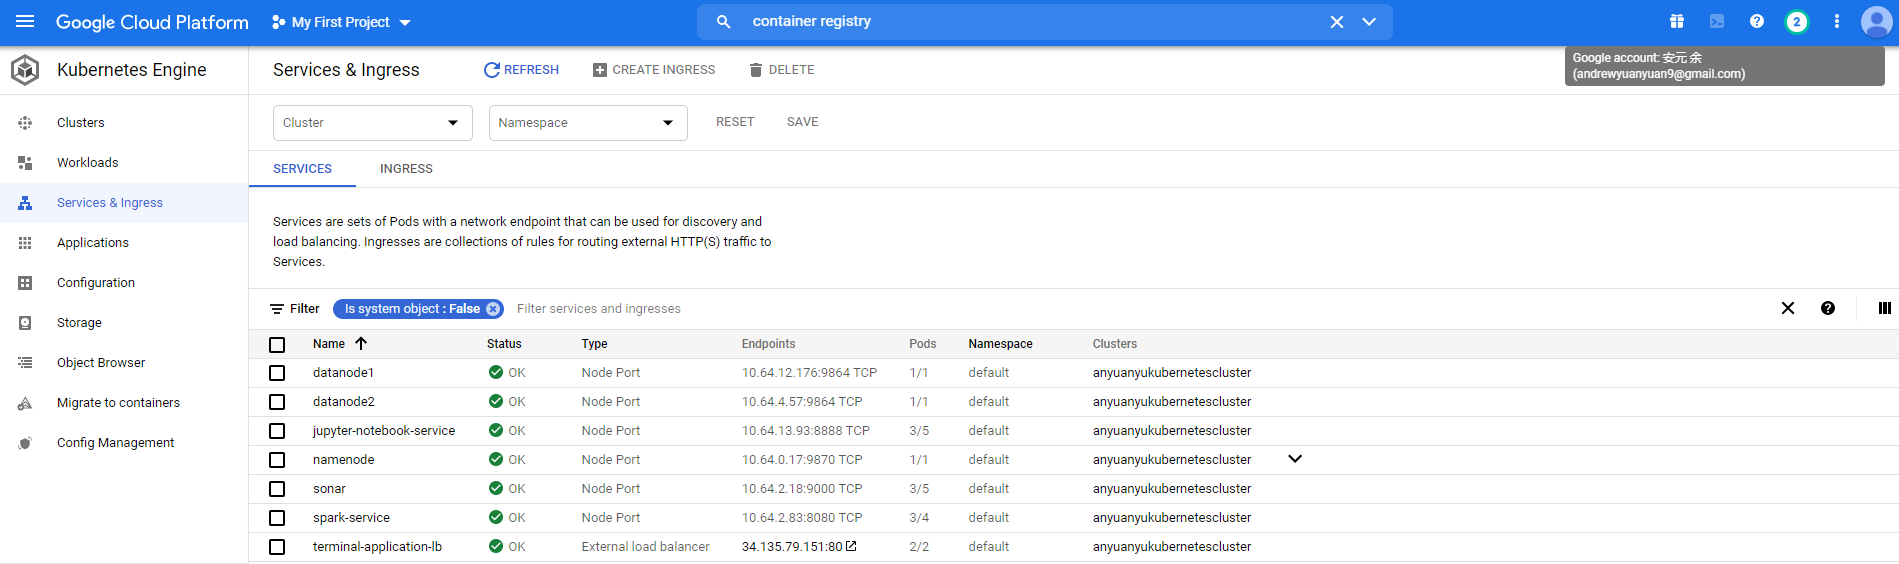 Google Cloud Platform My First Project container registry 2
Google account: 安元 余
(andrewyuanyuan9@gmail.com)
Kubernetes Engine Services & Ingress REFRESH CREATE INGRESS DELETE
Clusters
Workloads
Services & Ingress
Applications
Configuration
Storage
Object Browser
Migrate to containers
Config Management
Cluster Namespace RESET SAVE
SERVICES INGRESS
Services are sets of Pods with a network endpoint that can be used for discovery and
load balancing. Ingresses are collections of rules for routing external HTTP(S) traffic to
Services.
Filter Is system object : False Filter services and ingresses
Name Status Type Endpoints Pods Namespace Clusters
datanode1 OK Node Port 10.64.12.176:9864 TCP 1/1 default anyuanyukubernetescluster
datanode2 OK Node Port 10.64.4.57:9864 TCP 1/1 default anyuanyukubernetescluster
jupyter-notebook-service OK Node Port 10.64.13.93:8888 TCP 3/5 default anyuanyukubernetescluster
namenode OK Node Port 10.64.0.17:9870 TCP 1/1 default anyuanyukubernetescluster
sonar OK Node Port 10.64.2.18:9000 TCP 3/5 default anyuanyukubernetescluster
spark-service OK Node Port 10.64.2.83:8080 TCP 3/4 default anyuanyukubernetescluster
terminal-application-lb OK External load balancer 34.135.79.151:80 2/2 default anyuanyukubernetescluster